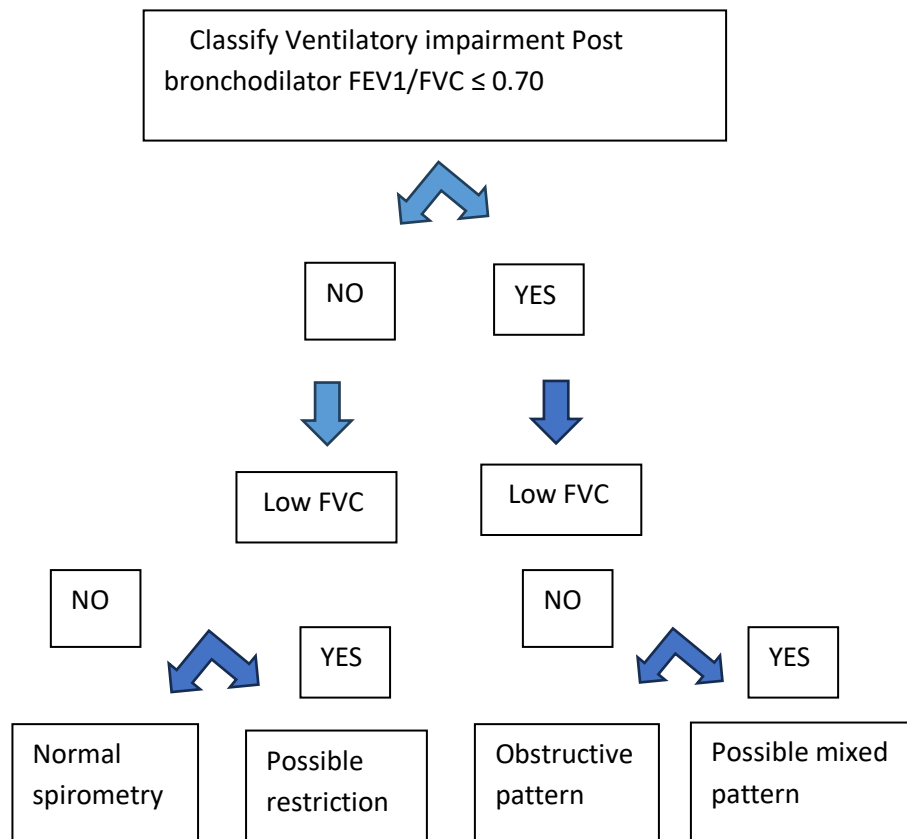 Classify Ventilatory impairment Post
bronchodilator FEV1/FVC ≤ 0.70
NO
YES
Low FVC
Low FVC
NO
YES
NO
YES
Normal
spirometry
Possible
restriction
Obstructive
pattern
Possible mixed
pattern